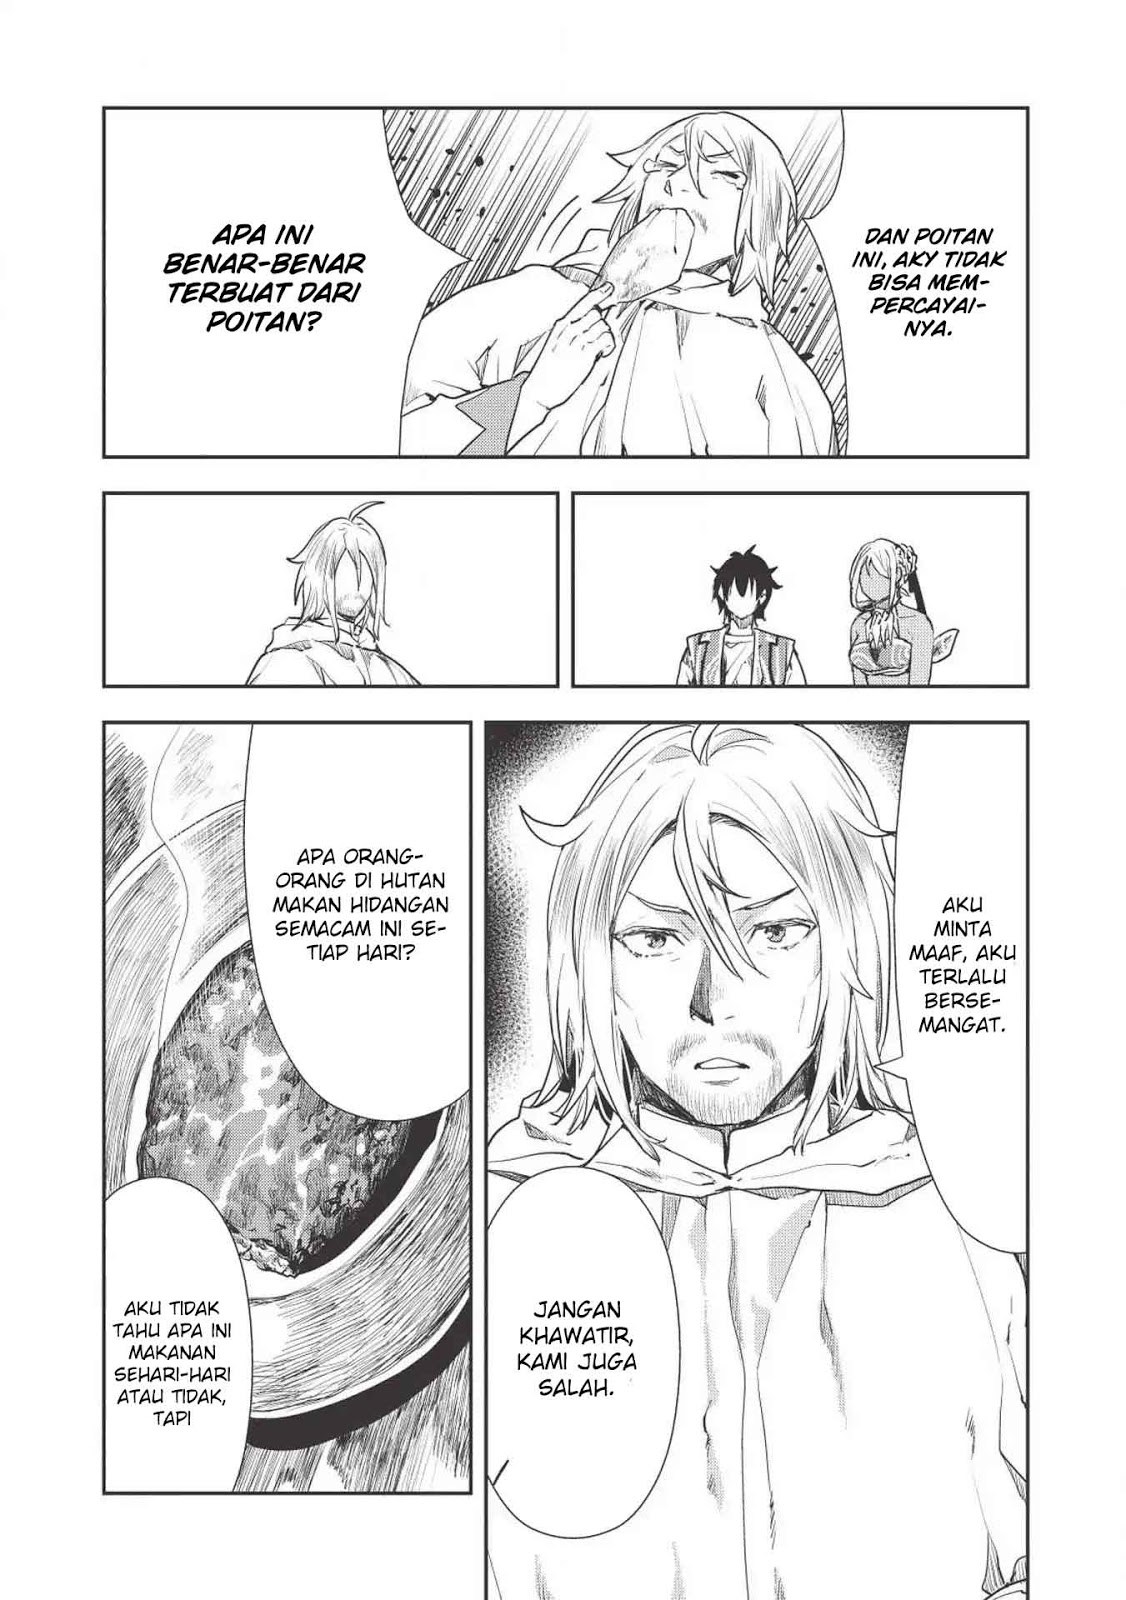 DAN POITAN
INI, AKY TIDAK
BISA MEM-
PERCAYAI-
NYA.
APA INI
BENAR-BENAR
TERBUAT DARI
POITAN?
AKU
MINTA
MAAF, AKU
TERLALU
BERSE-
MANGAT.
JANGAN
KHAWATIR,
KAMI JUGA
SALAH.
APA ORANG-
ORANG DI HUTAN
MAKAN HIDANGAN
SEMACAM INI SE-
TIAP HARI?
AKU TIDAK
TAHU APA INI
MAKANAN
SEHARI-HARI
ATAU TIDAK,
TAPI